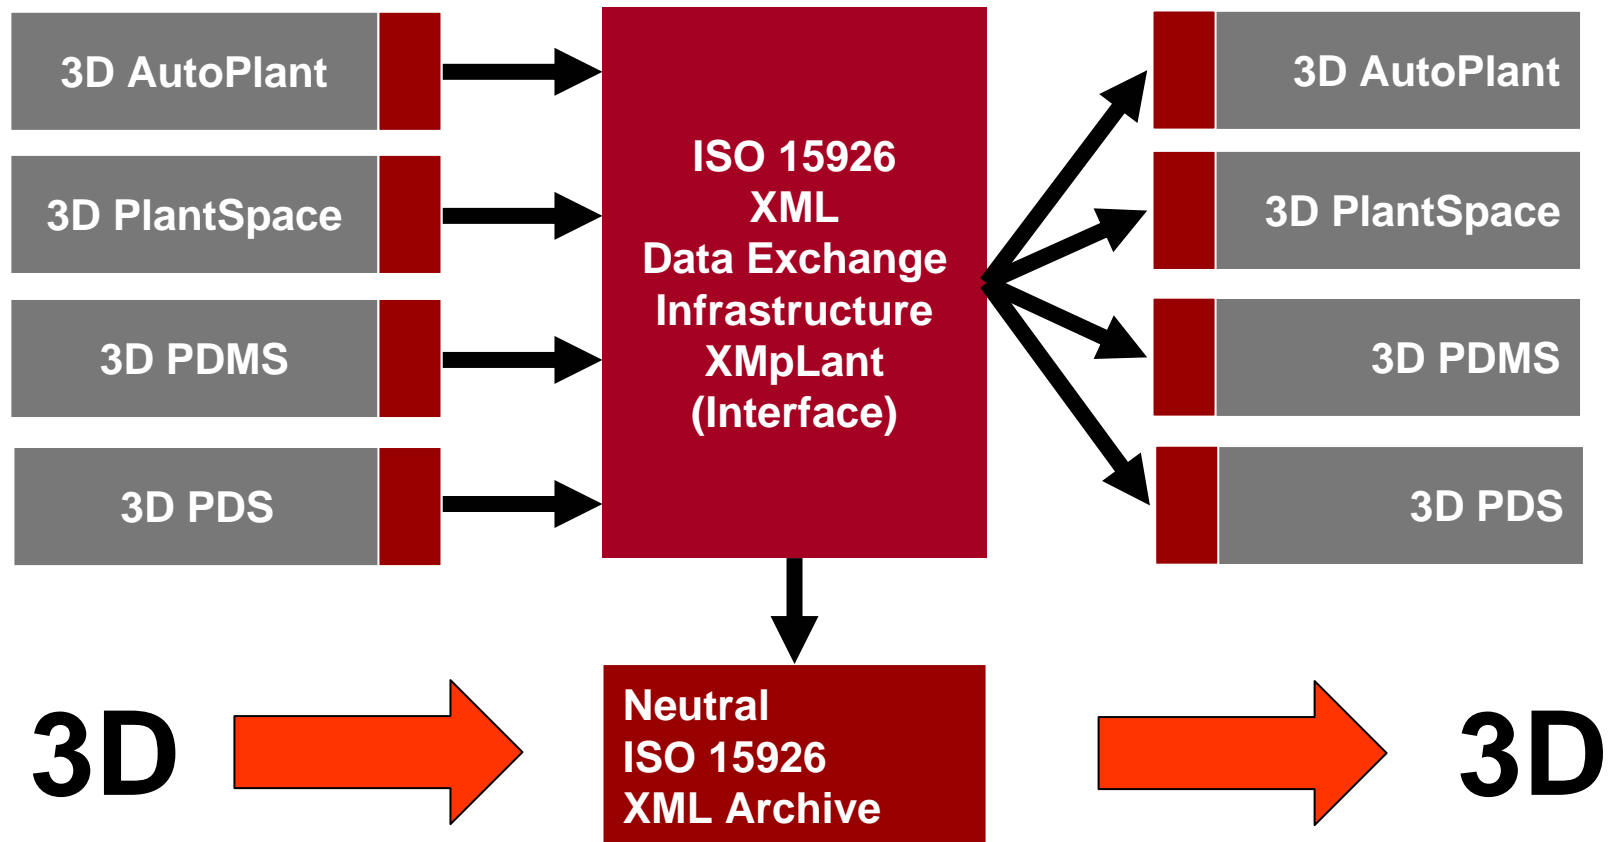 3D AutoPlant
3D PlantSpace
3D PDMS
3D PDS
ISO 15926
XML
Data Exchange
Infrastructure
XMpLant
(Interface)
3D AutoPlant
3D PlantSpace
3D PDMS
3D PDS
3D
Neutral
ISO 15926
XML Archive
3D